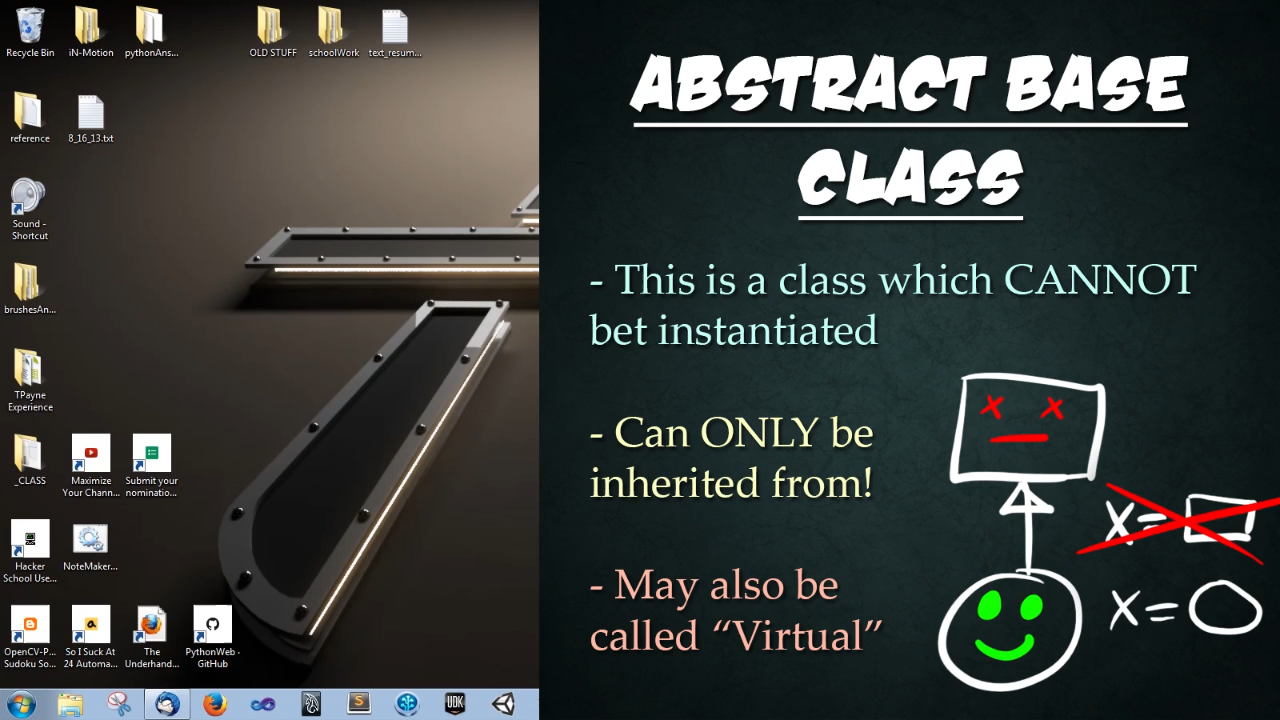 Recycle Bin
iN-Motion
pythonAns...
OLD STUFF
schoolWork
text_resum...
reference
8_16_13.txt
Sound -
Shortcut
brushesAn...
TPayne
Experience
_CLASS
Maximize
Your Chann...
Submit your
nominatio...
Hacker
School Use...
NoteMaker...
OpenCV-P...
Sudoku So...
So I Suck At
24 Automa...
The
Underhand...
PythonWeb ·
GitHub
S
UDK
ABSTRACT BASE
CLASS
- This is a class which CANNOT
bet instantiated
- Can ONLY be
inherited from!
- May also be
called “Virtual”
X=
X=